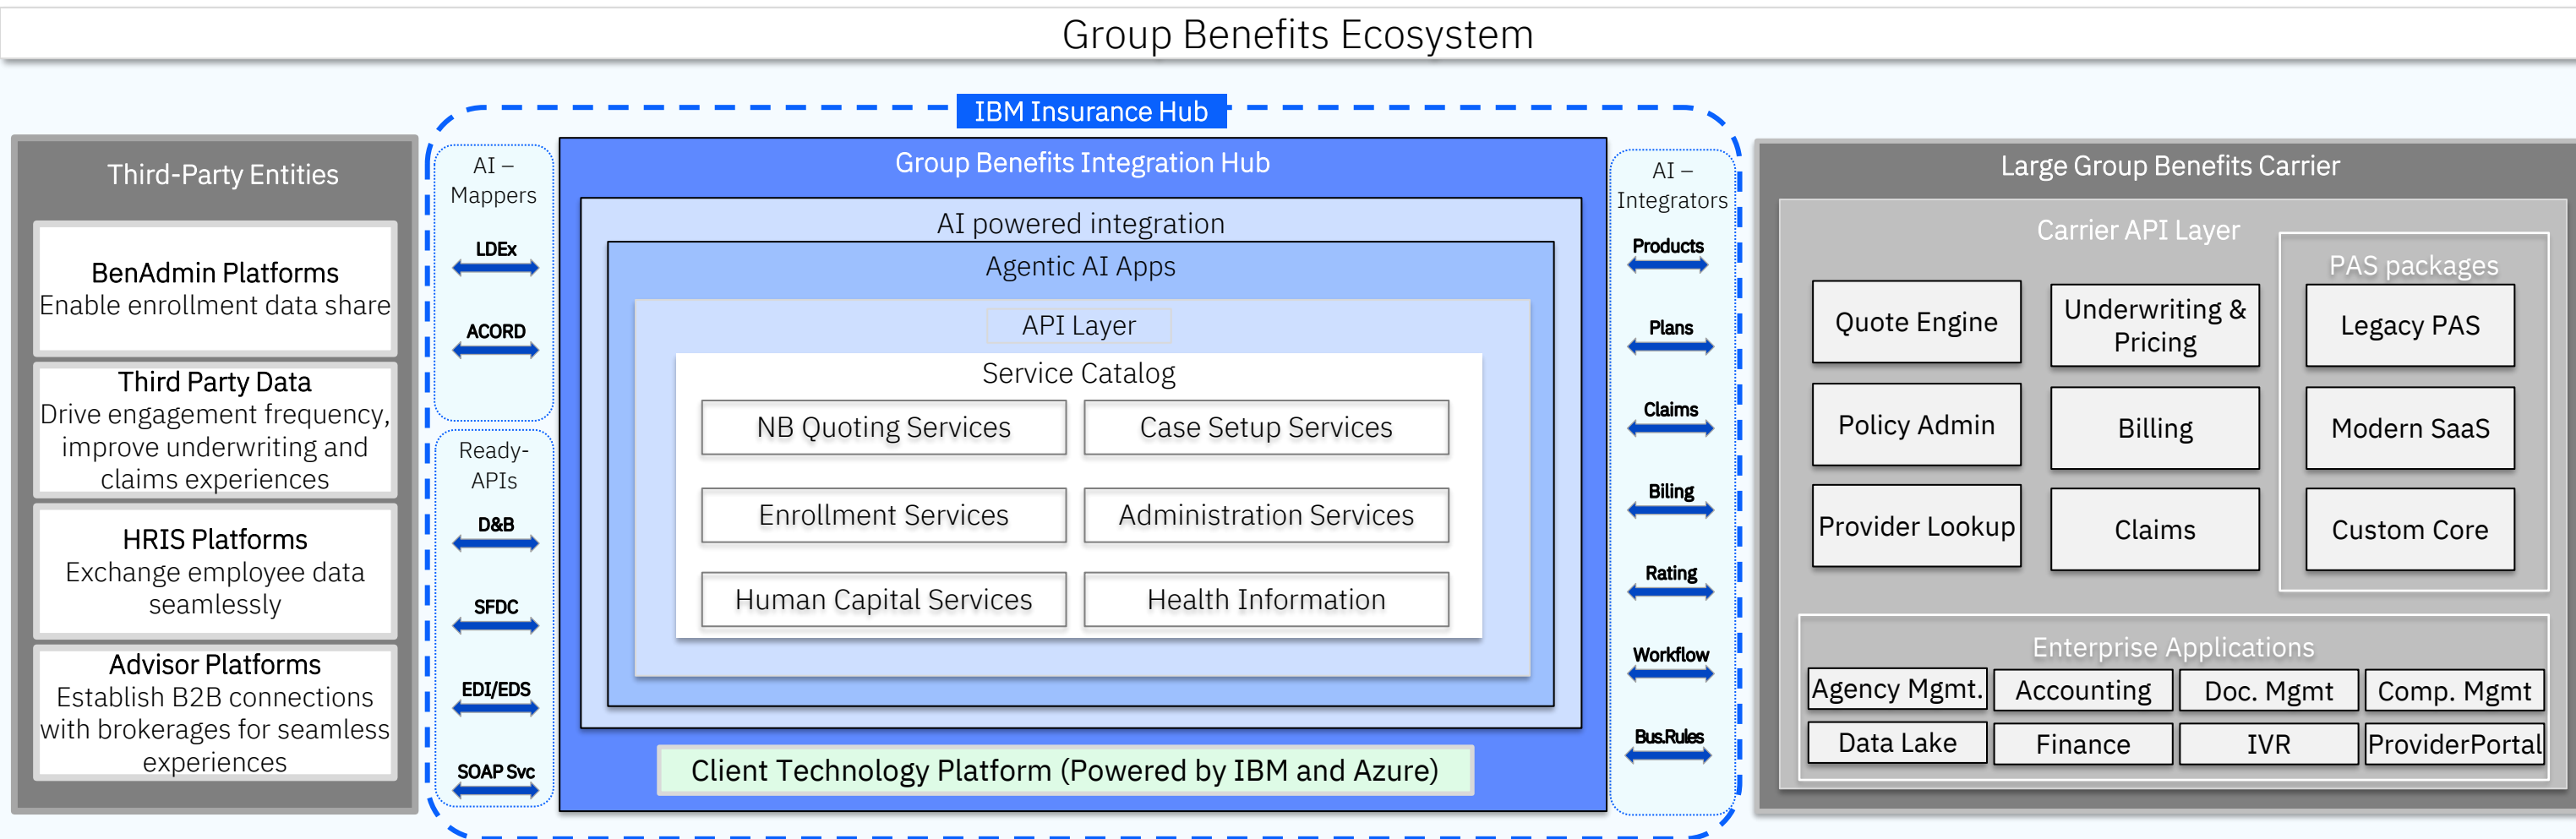 Group Benefits Ecosystem
IBM Insurance Hub
Third-Party Entities
BenAdmin Platforms
Enable enrollment data share
Third Party Data
Drive engagement frequency,
improve underwriting and
claims experiences
HRIS Platforms
Exchange employee data
seamlessly
Advisor Platforms
Establish B2B connections
with brokerages for seamless
experiences
AI –
Mappers
LDEx
ACORD
Ready-
APIs
D&B
SFDC
EDI/EDS
SOAP Svc
Group Benefits Integration Hub
AI powered integration
Agentic AI Apps
API Layer
Service Catalog
NB Quoting Services
Case Setup Services
Enrollment Services
Administration Services
Human Capital Services
Health Information
Client Technology Platform (Powered by IBM and Azure)
AI –
Integrators
Products
Plans
Claims
Biling
Rating
Workflow
Bus.Rules
Large Group Benefits Carrier
Carrier API Layer
Quote Engine
Underwriting &
Pricing
Policy Admin
Billing
Provider Lookup
Claims
PAS packages
Legacy PAS
Modern SaaS
Custom Core
Enterprise Applications
Agency Mgmt.
Accounting
Doc. Mgmt
Comp. Mgmt
Data Lake
Finance
IVR
ProviderPortal